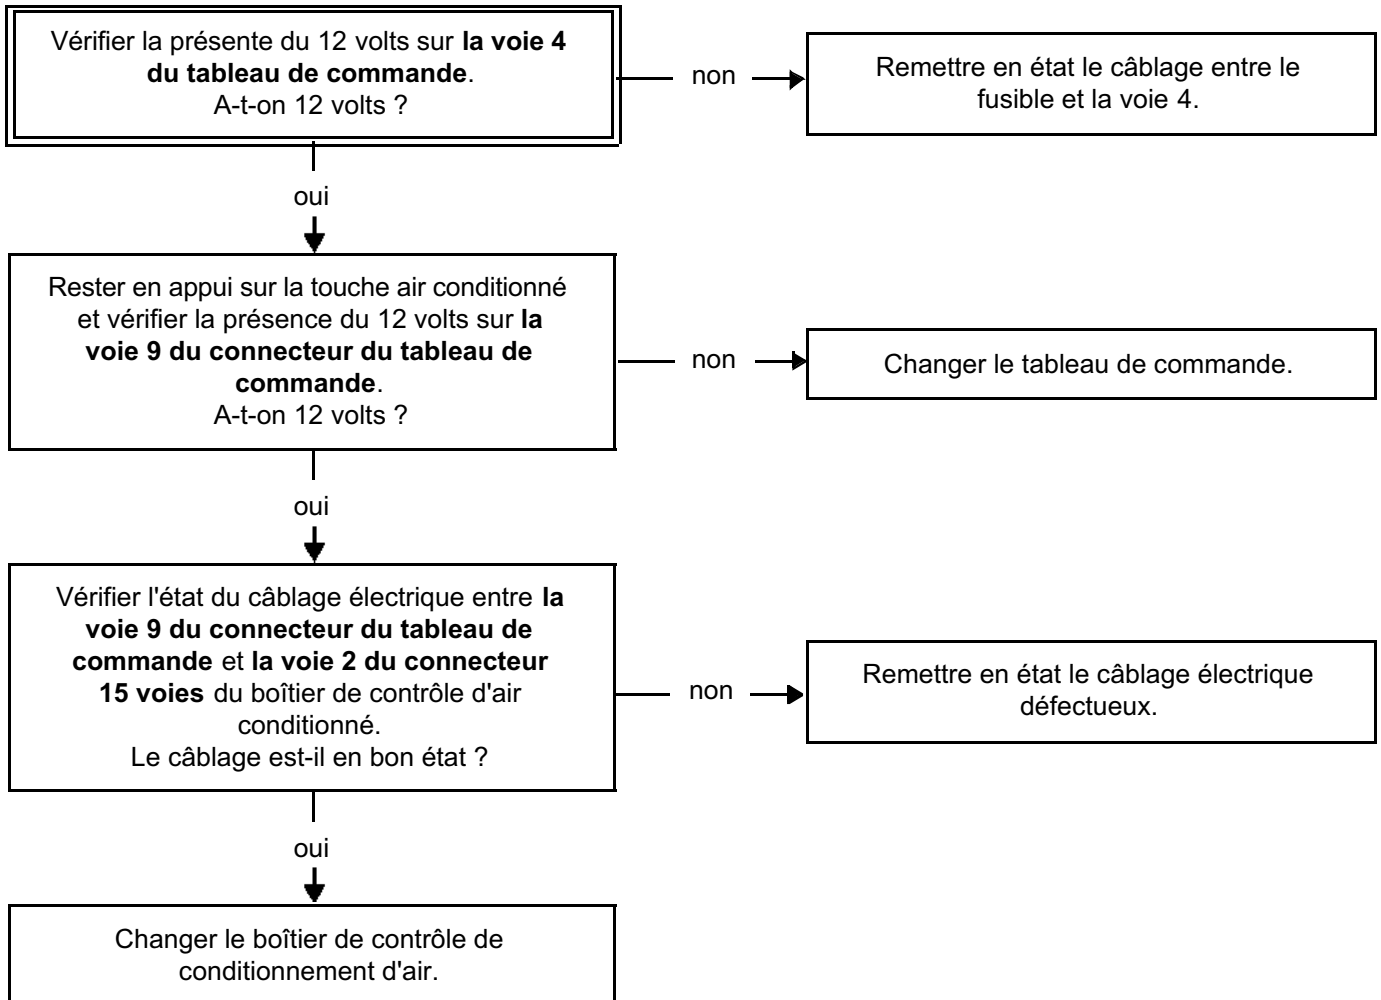 Vérifier la présente du 12 volts sur la voie 4
du tableau de commande.
A-t-on 12 volts ?
non
Remettre en état le câblage entre le
fusible et la voie 4.
oui
Rester en appui sur la touche air conditionné
et vérifier la présence du 12 volts sur la
voie 9 du connecteur du tableau de
commande.
A-t-on 12 volts ?
non
Changer le tableau de commande.
oui
Vérifier l'état du câblage électrique entre la
voie 9 du connecteur du tableau de
commande et la voie 2 du connecteur
15 voies du boîtier de contrôle d'air
conditionné.
Le câblage est-il en bon état ?
non
Remettre en état le câblage électrique
défectueux.
oui
Changer le boîtier de contrôle de
conditionnement d'air.